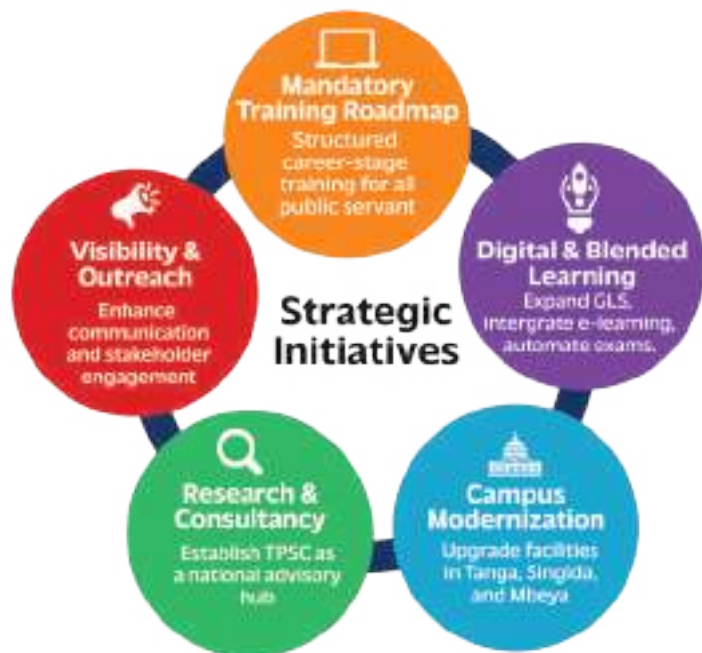 Mandatory
Training Roadmap
Structured
career-stage
training for all
public servant
Digital & Blended
Learning
Expand GLS,
intergrate e-learning,
automate exams.
Visibility &
Outreach
Enhance
communication
and stakeholder
engagement
Strategic
Initiatives
Research &
Consultancy
Establish TPSC as
a national advisory
hub
Campus
Modernization
Upgrade facilities
in Tanga, Singida,
and Mbeya